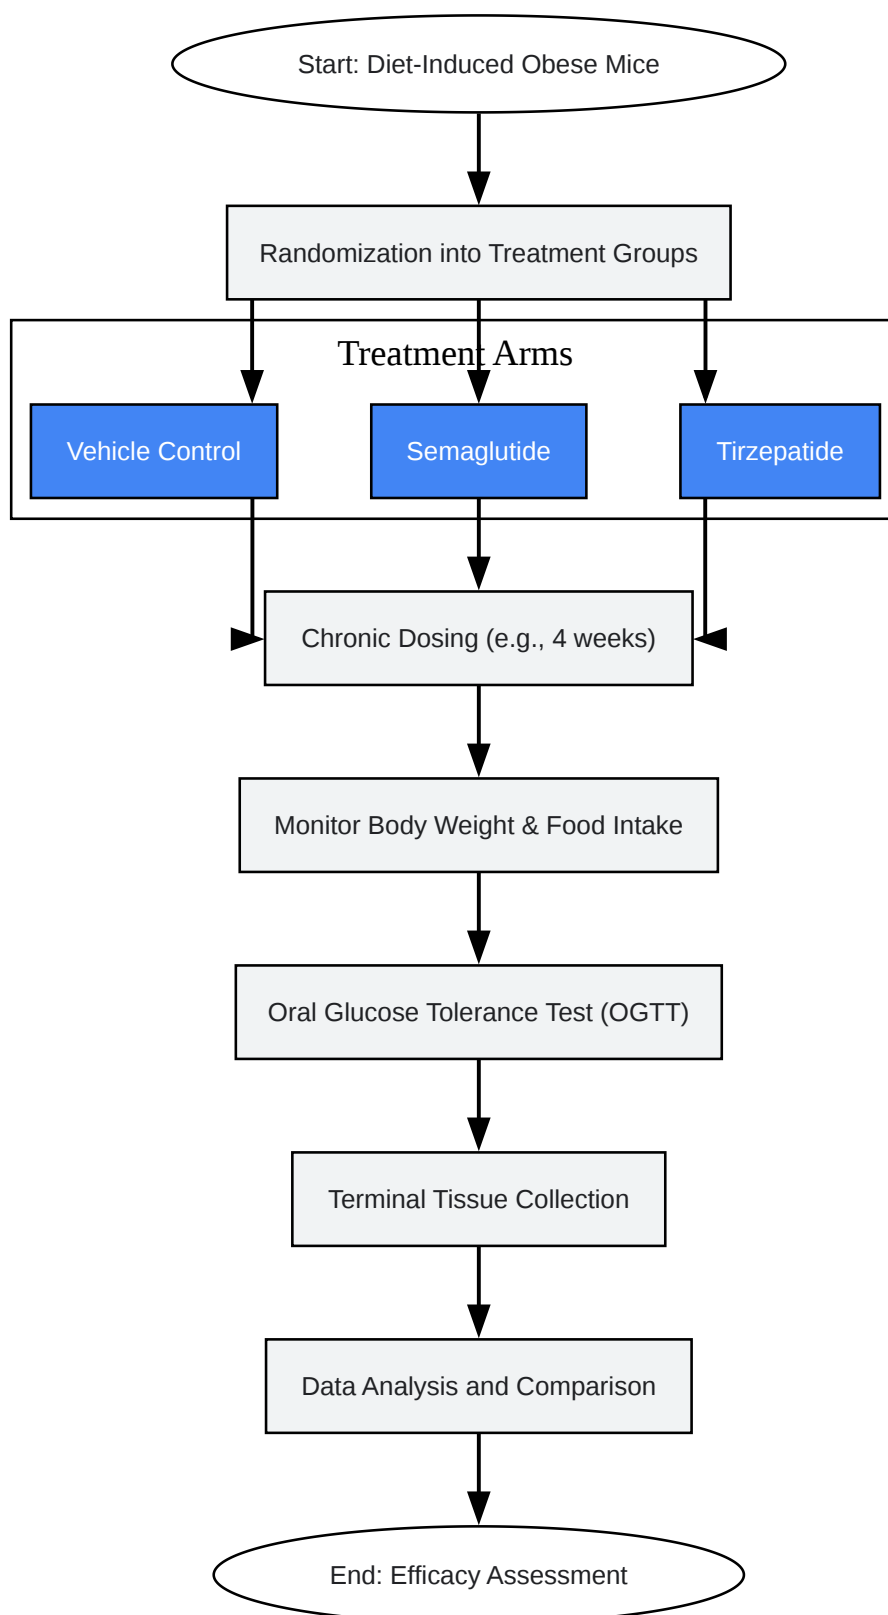 Start: Diet-Induced Obese Mice
Randomization into Treatment Groups
Treatment Arms
Vehicle Control
Semaglutide
Tirzepatide
Chronic Dosing (e.g., 4 weeks)
Monitor Body Weight & Food Intake
Oral Glucose Tolerance Test (OGTT)
Terminal Tissue Collection
Data Analysis and Comparison
End: Efficacy Assessment